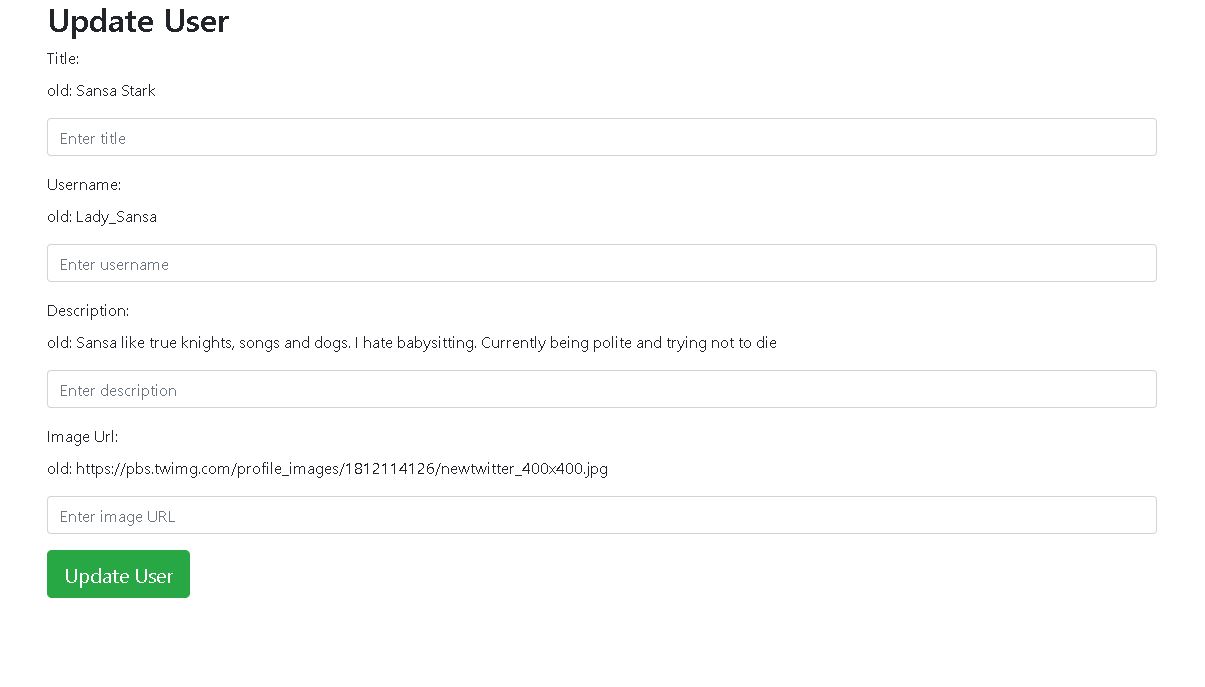 Update User
Title:
old: Sansa Stark
Enter title
Username:
old: Lady_Sansa
Enter username
Description:
old: Sansa like true knights, songs and dogs. I hate babysitting. Currently being polite and trying not to die
Enter description
Image Url:
old: https://pbs.twimg.com/profile_images/1812114126/newtwitter_400x400.jpg
Enter image URL
Update User